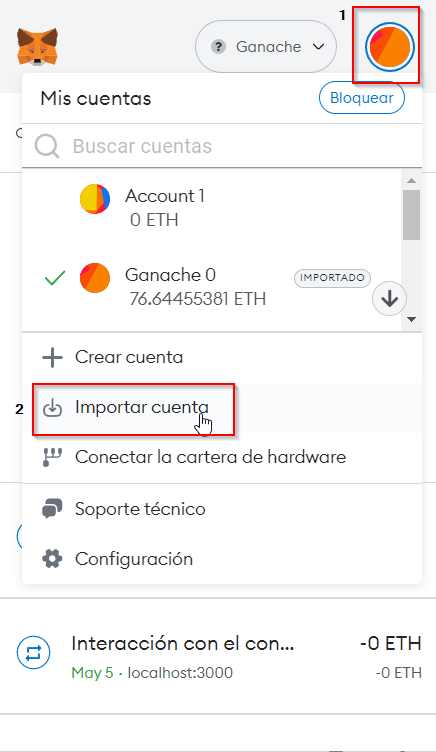 1
? Ganache
Mis cuentas
Bloquear
Buscar cuentas
Account 1
0 ETH
Ganache 0
IMPORTADO
76.64455381 ETH
Crear cuenta
2
Importar cuenta
Conectar la cartera de hardware
Soporte técnico
Configuración
Interacción con el con...
-0 ETH
May 5 · localhost:3000
-0 ETH